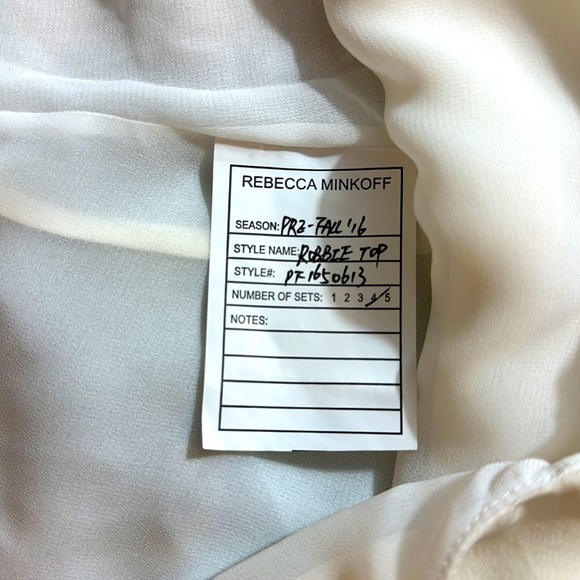 REBECCA MINKOFF
SEASON: PRE-FALL '16
STYLE NAME: ROBBIE TOP
STYLE#: PF1650613
NUMBER OF SETS: 1 2 3 4 5
NOTES: